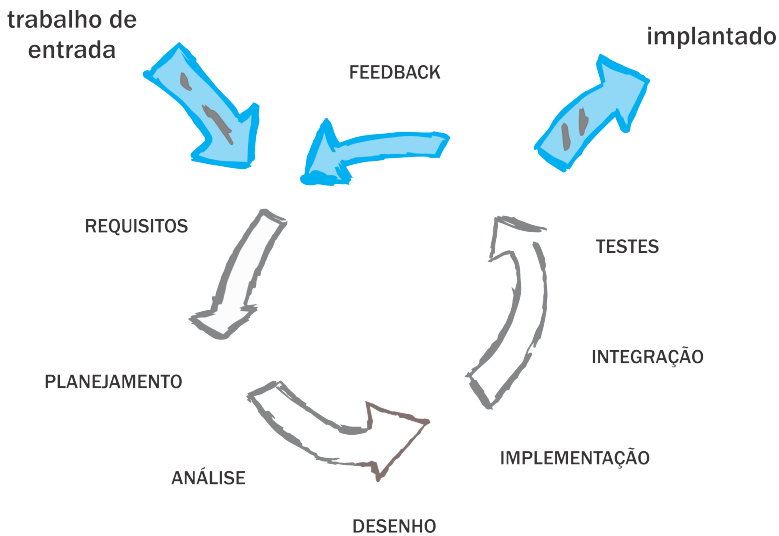 trabalho de
entrada
implantado
FEEDBACK
REQUISITOS
TESTES
PLANEJAMENTO
INTEGRAÇÃO
ANÁLISE
IMPLEMENTAÇÃO
DESENHO